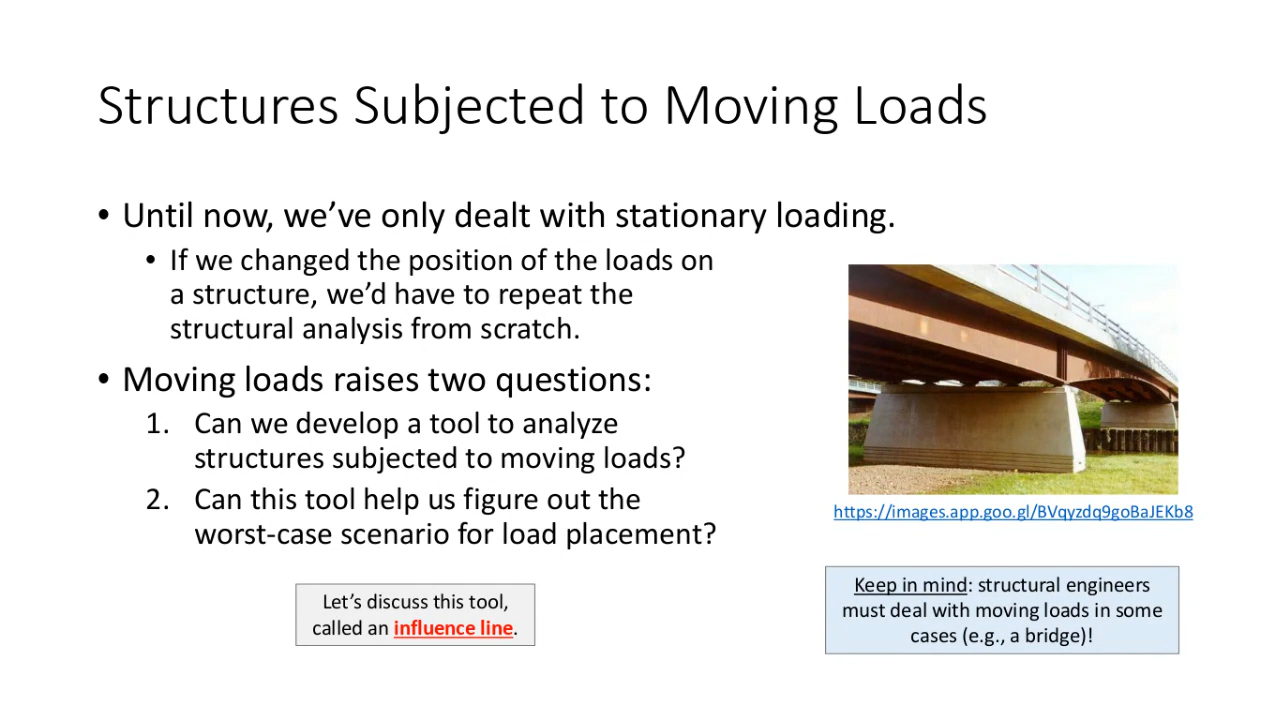 Structures Subjected to Moving Loads
• Until now, we’ve only dealt with stationary loading.
• If we changed the position of the loads on
a structure, we’d have to repeat the
structural analysis from scratch.
• Moving loads raises two questions:
1. Can we develop a tool to analyze
structures subjected to moving loads?
2. Can this tool help us figure out the
worst-case scenario for load placement?
https://images.app.goo.gl/BVqyzdq9goBaJEKb8
Let’s discuss this tool,
called an influence line.
Keep in mind: structural engineers
must deal with moving loads in some
cases (e.g., a bridge)!